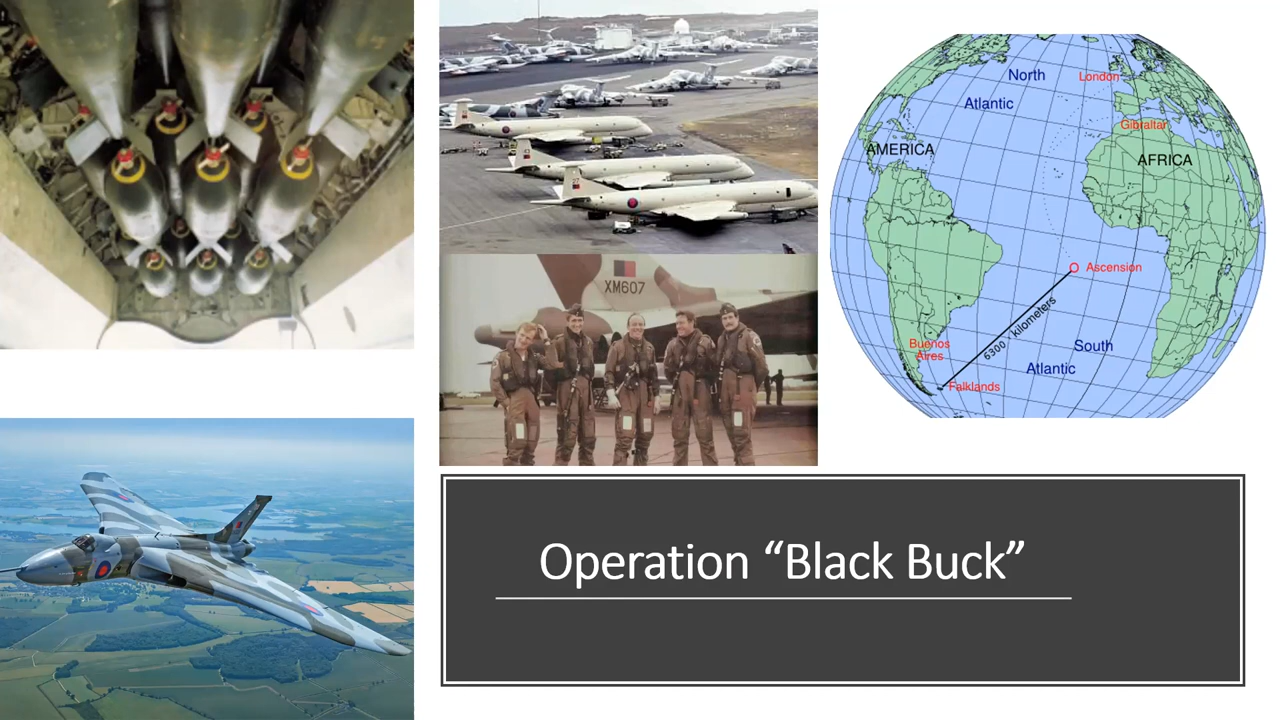 XM607
North
Atlantic
London
Gibraltar
AMERICA
AFRICA
Ascension
6300 kilometers
Buenos
Aires
South
Atlantic
Falklands
Operation “Black Buck”